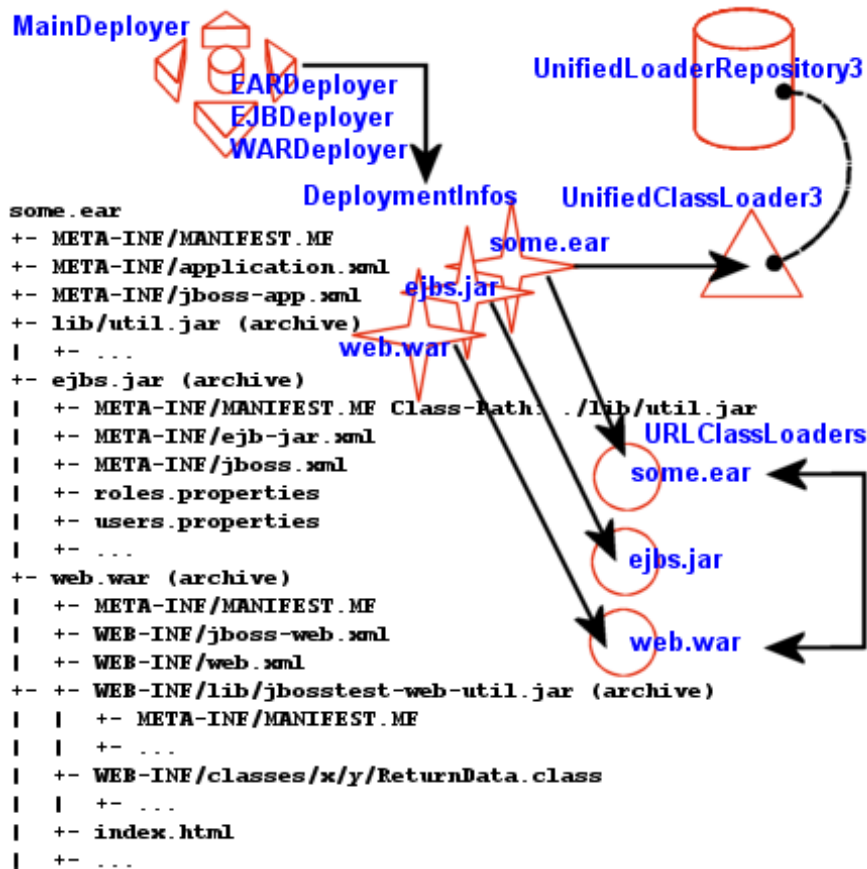 MainDeployer
EARDeployer
EJBDeployer
WARDeployer
UnifiedLoaderRepository3
DeploymentInfos
UnifiedClassLoader3
some.ear
ejbs.jar
web.war
some.ear
+- META-INF/MANIFEST.MF
+- META-INF/application.xml
+- META-INF/jboss-app.xml
+- lib/util.jar (archive)
|  +- ...
+- ejbs.jar (archive)
|  +- META-INF/MANIFEST.MF Class-Path: ./lib/util.jar
|  +- META-INF/ejb-jar.xml
|  +- META-INF/jboss.xml
|  +- roles.properties
|  +- users.properties
|  +- ...
+- web.war (archive)
|  +- META-INF/MANIFEST.MF
|  +- WEB-INF/jboss-web.xml
|  +- WEB-INF/web.xml
+- +- WEB-INF/lib/jbosstest-web-util.jar (archive)
|  |  +- META-INF/MANIFEST.MF
|  |  +- ...
|  +- WEB-INF/classes/x/y/ReturnData.class
|  |  +- ...
|  +- index.html
|  +- ...
URLClassLoaders
some.ear
ejbs.jar
web.war